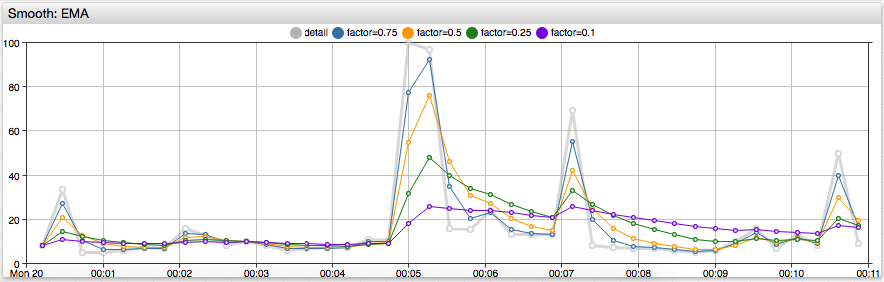 Smooth: EMA
detail factor=0.75 factor=0.5 factor=0.25 factor=0.1
100
80
60
40
20
0
Mon 20 00:01 00:02 00:03 00:04 00:05 00:06 00:07 00:08 00:09 00:10 00:11